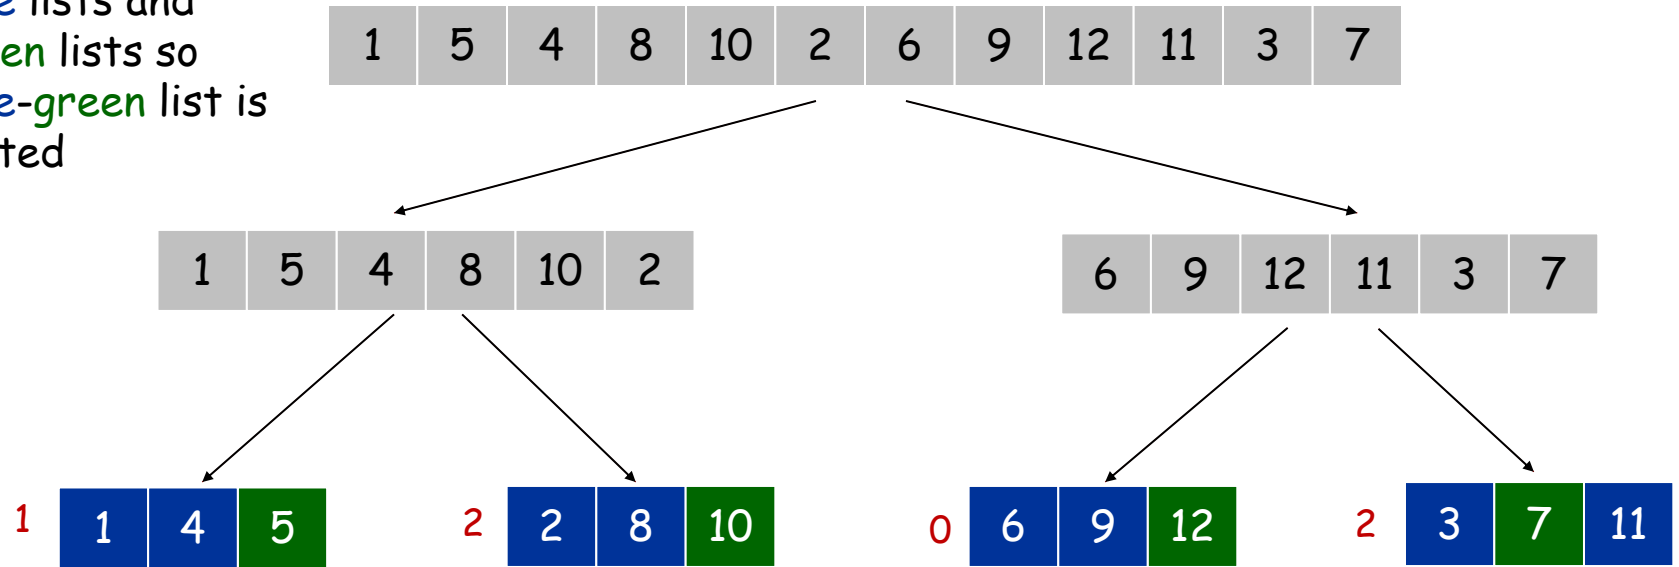 lists and
lists so
-green list is
1 5 4 8 10 2 6 9 12 11 3 7
1 5 4 8 10 2
6 9 12 11 3 7
1 1 4 5 2 2 8 10 0 6 9 12 2 3 7 11